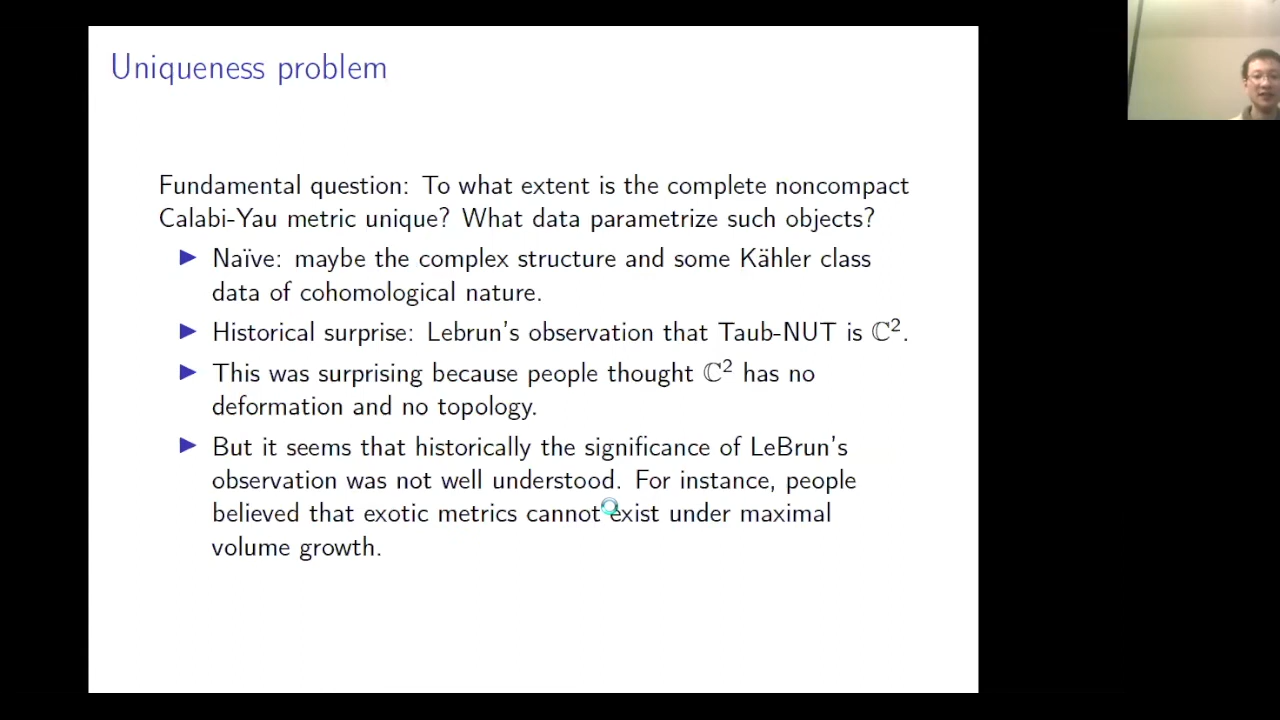 Uniqueness problem
Fundamental question: To what extent is the complete noncompact
Calabi-Yau metric unique? What data parametrize such objects?
▶ Naïve: maybe the complex structure and some Kähler class
data of cohomological nature.
▶ Historical surprise: Lebrun's observation that Taub-NUT is ℂ².
▶ This was surprising because people thought ℂ² has no
deformation and no topology.
▶ But it seems that historically the significance of LeBrun's
observation was not well understood. For instance, people
believed that exotic metrics cannot exist under maximal
volume growth.